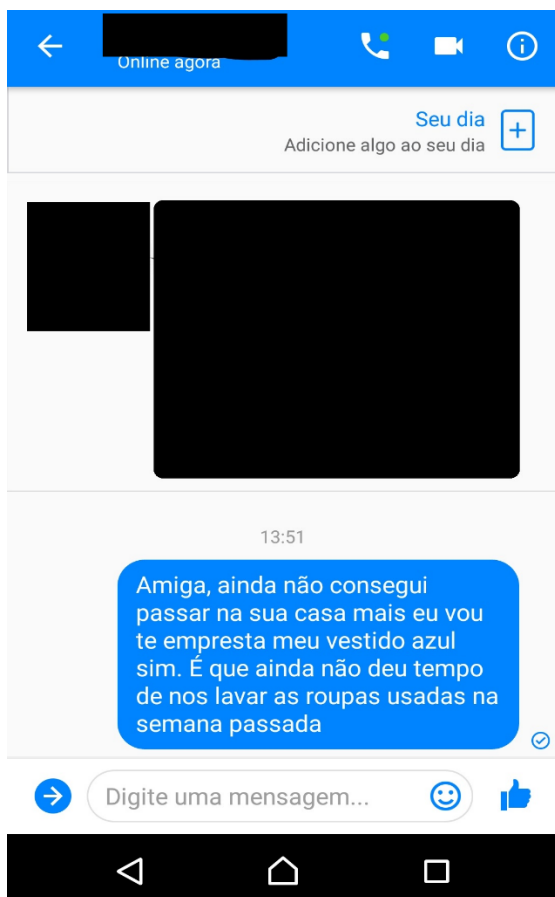 Online agora
Seu dia
Adicione algo ao seu dia
13:51
Amiga, ainda não consegui
passar na sua casa mais eu vou
te empresta meu vestido azul
sim. É que ainda não deu tempo
de nos lavar as roupas usadas na
semana passada
Digite uma mensagem...